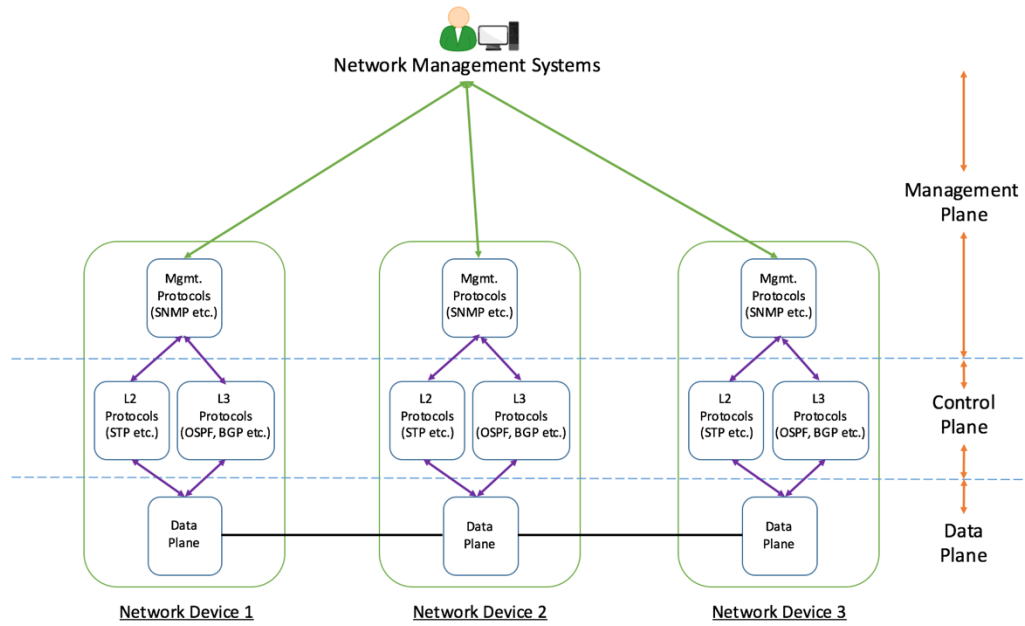 Network Management Systems
Management
Plane
Mgmt.
Protocols
(SNMP etc.)
Mgmt.
Protocols
(SNMP etc.)
Mgmt.
Protocols
(SNMP etc.)
L2
Protocols
(STP etc.)
L3
Protocols
(OSPF, BGP etc.)
L2
Protocols
(STP etc.)
L3
Protocols
(OSPF, BGP etc.)
L2
Protocols
(STP etc.)
L3
Protocols
(OSPF, BGP etc.)
Control
Plane
Data
Plane
Data
Plane
Data
Plane
Data
Plane
Network Device 1
Network Device 2
Network Device 3